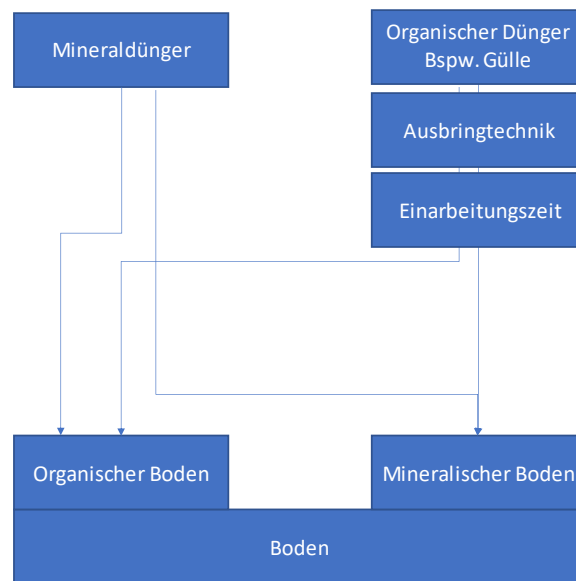 Mineraldünger
Organischer Dünger
Bspw. Gülle
Ausbringtechnik
Einarbeitungszeit
Organischer Boden
Mineralischer Boden
Boden